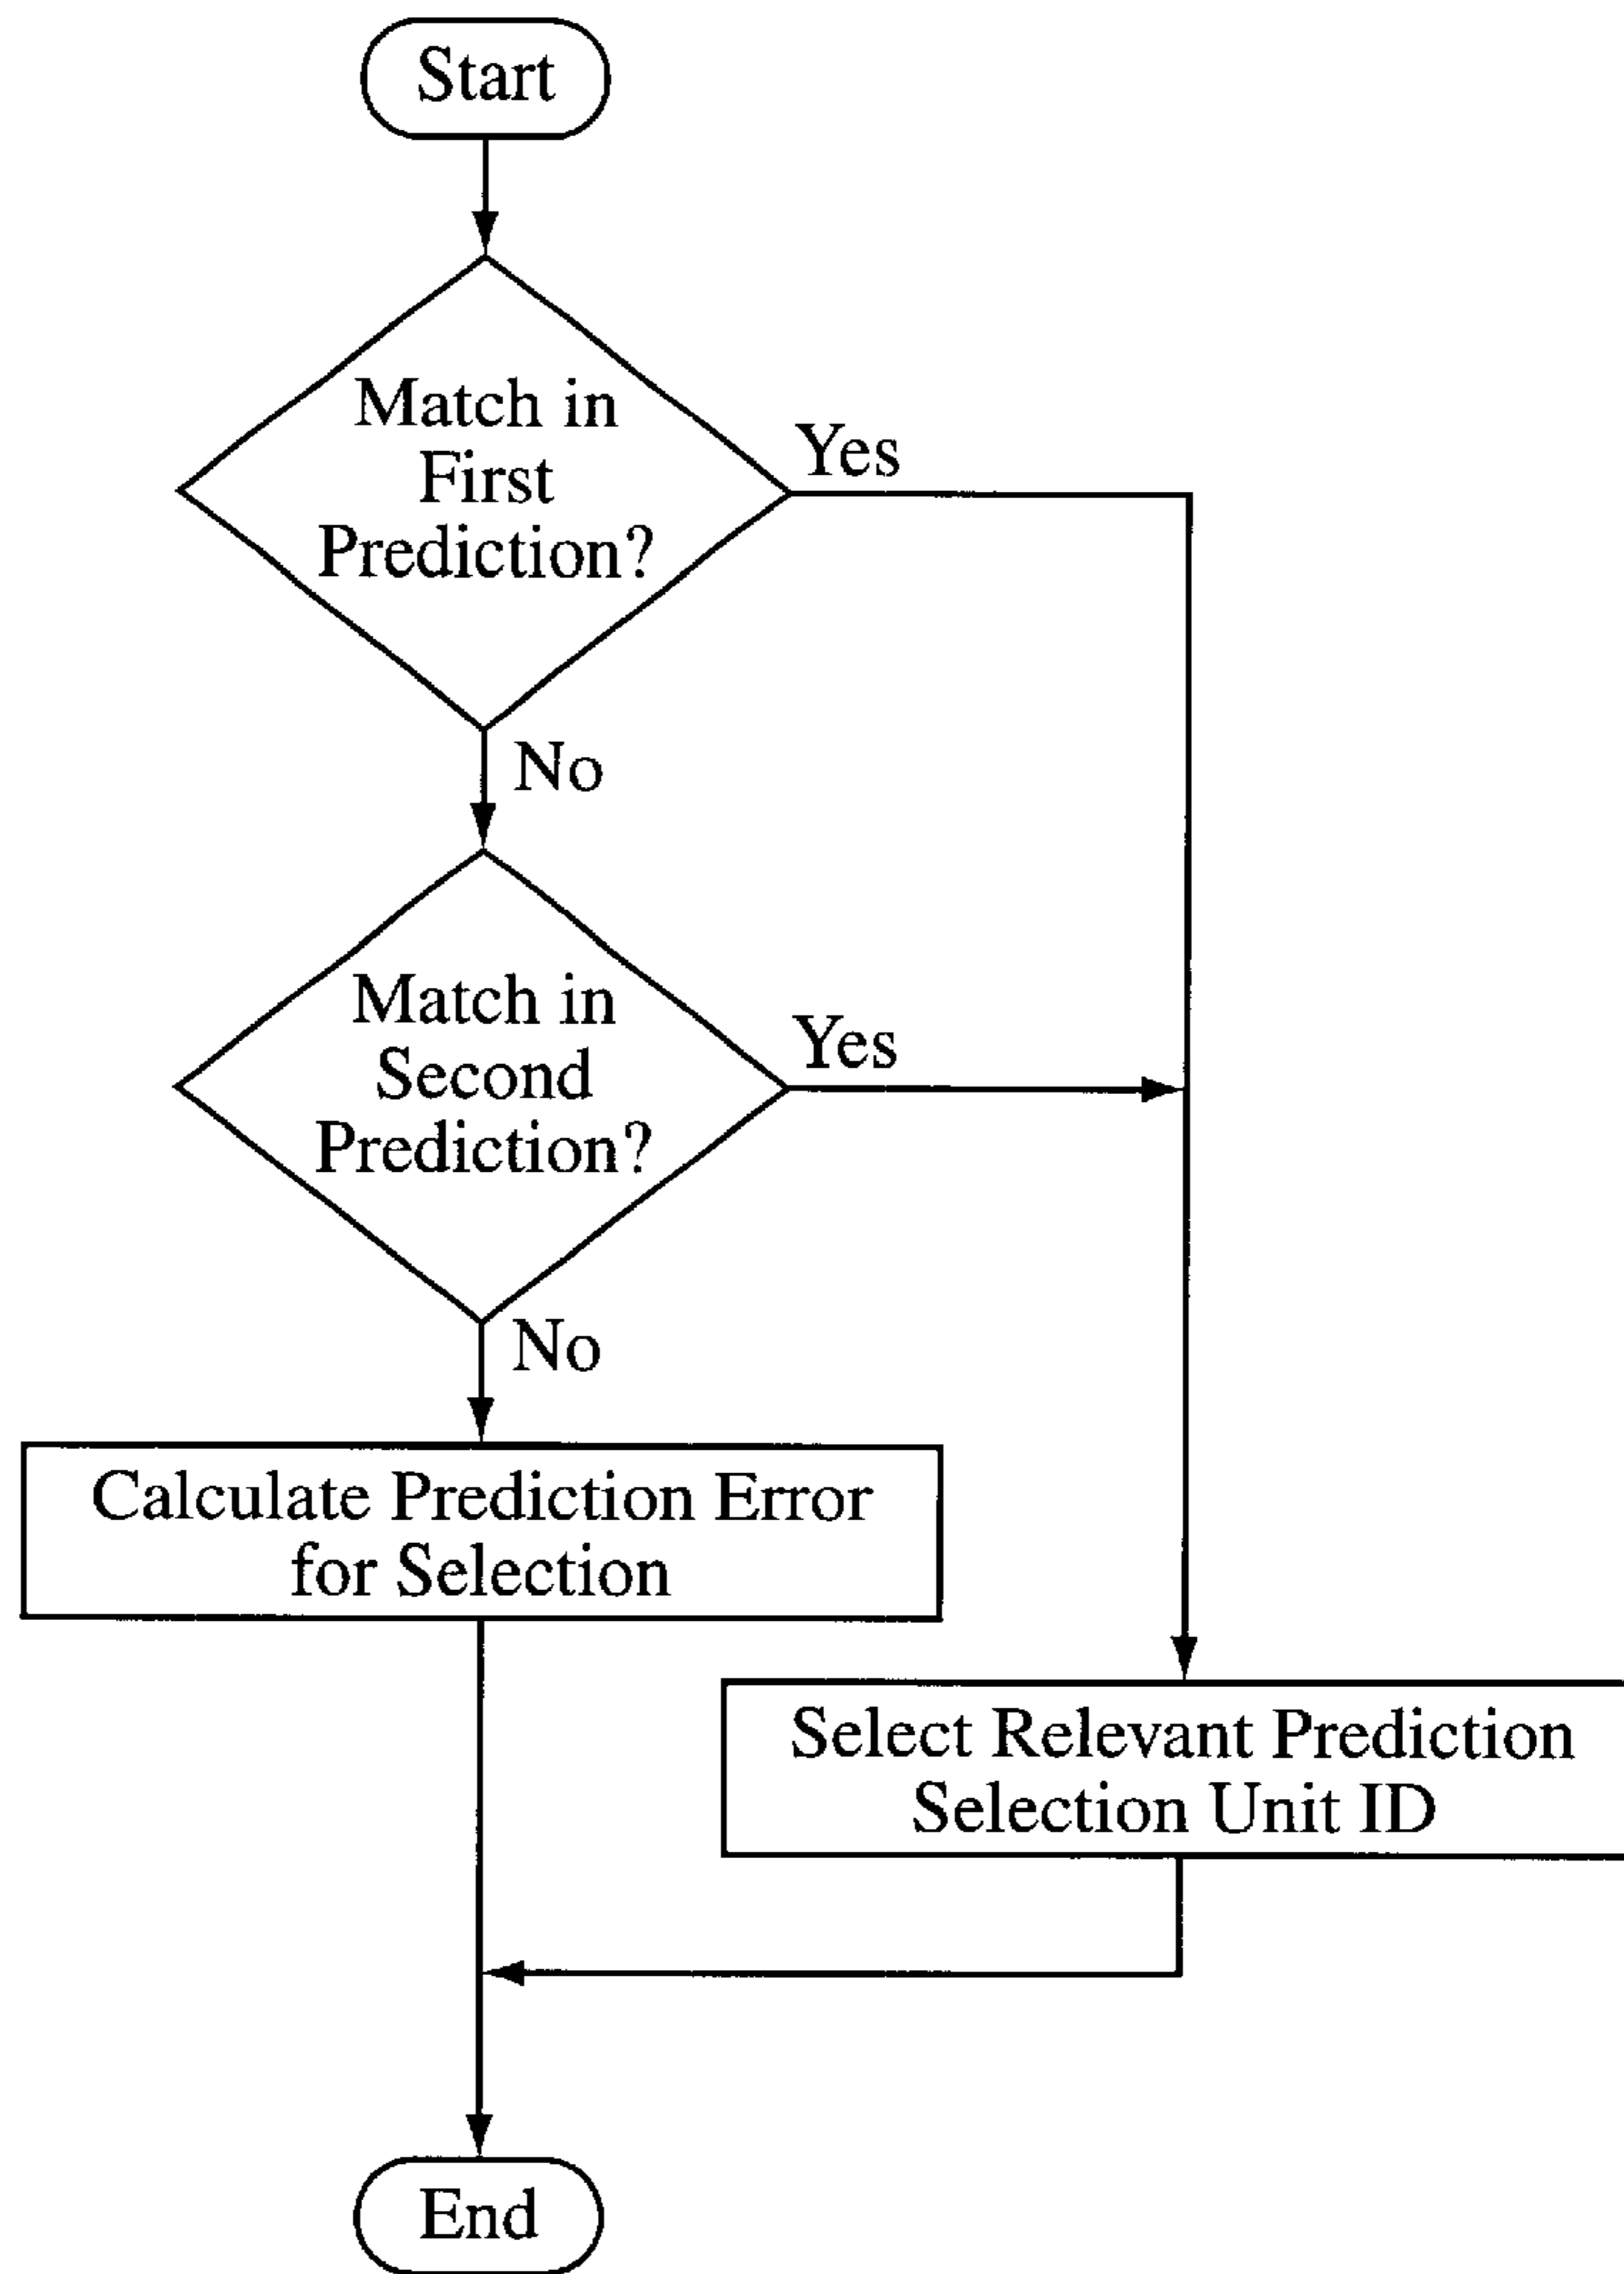 Start
Match in
First
Prediction?
Yes
No
Match in
Second
Prediction?
Yes
No
Calculate Prediction Error
for Selection
Select Relevant Prediction
Selection Unit ID
End